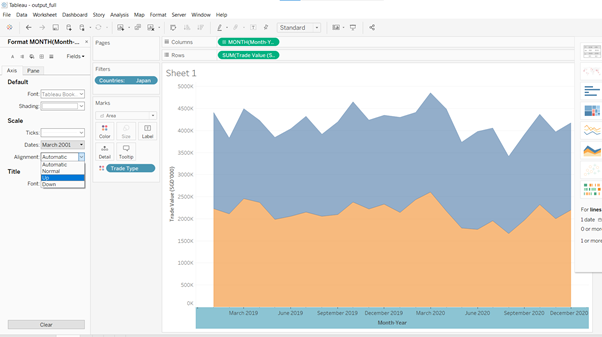 Tableau - output_full
File Data Worksheet Dashboard Story Analysis Map Format Server Window Help
Standard
Format MONTH(Month-...
Fields
Axis Pane
Default
Font: Tableau Book...
Shading:
Scale
Ticks:
Dates: March 2001
Alignment: Automatic
Automatic
Normal
Up
Down
Title
Font:
Clear
Pages
Filters
Countries: Japan
Marks
Area
Color Size Label
Detail Tooltip
Trade Type
Columns MONTH(Month-Y..
Rows SUM(Trade Value (S..
Sheet 1
Trade Value (SGD'000)
5000K
4500K
4000K
3500K
3000K
2500K
2000K
1500K
1000K
500K
0K
March 2019 June 2019 September 2019 December 2019 March 2020 June 2020 September 2020 December 2020
Month-Year
For lines
1 date
0 or mor
1 or mor